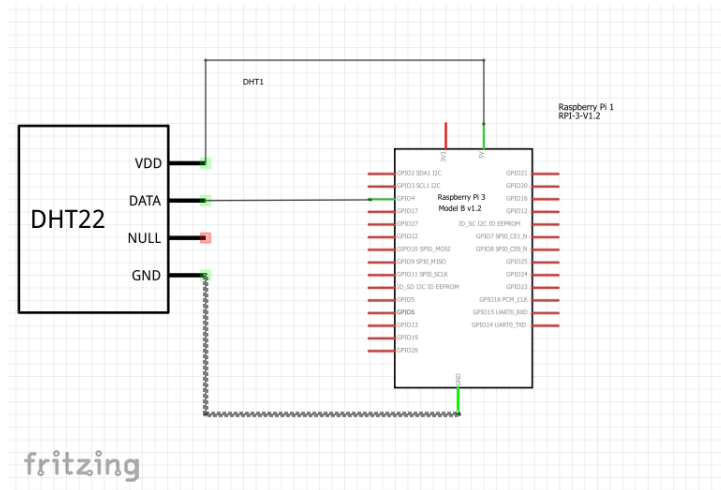 DHT1
Raspberry Pi 1
RPI-3-V1.2
3V3
5V
VDD
DATA
NULL
GND
DHT22
Raspberry Pi 3
Model B v1.2
GPIO2 SDA1 I2C
GPIO3 SCL1 I2C
GPIO4
GPIO17
GPIO27
GPIO22
GPIO10 SPI0_MOSI
GPIO9 SPI0_MISO
GPIO11 SPI0_SCLK
ID_SD I2C ID EEPROM
GPIO5
GPIO6
GPIO13
GPIO19
GPIO26
GPIO21
GPIO20
GPIO16
GPIO12
ID_SC I2C ID EEPROM
GPIO7 SPI0_CE1_N
GPIO8 SPI0_CE0_N
GPIO25
GPIO24
GPIO23
GPIO18 PCM_CLK
GPIO15 UART0_RXD
GPIO14 UART0_TXD
GND
fritzing